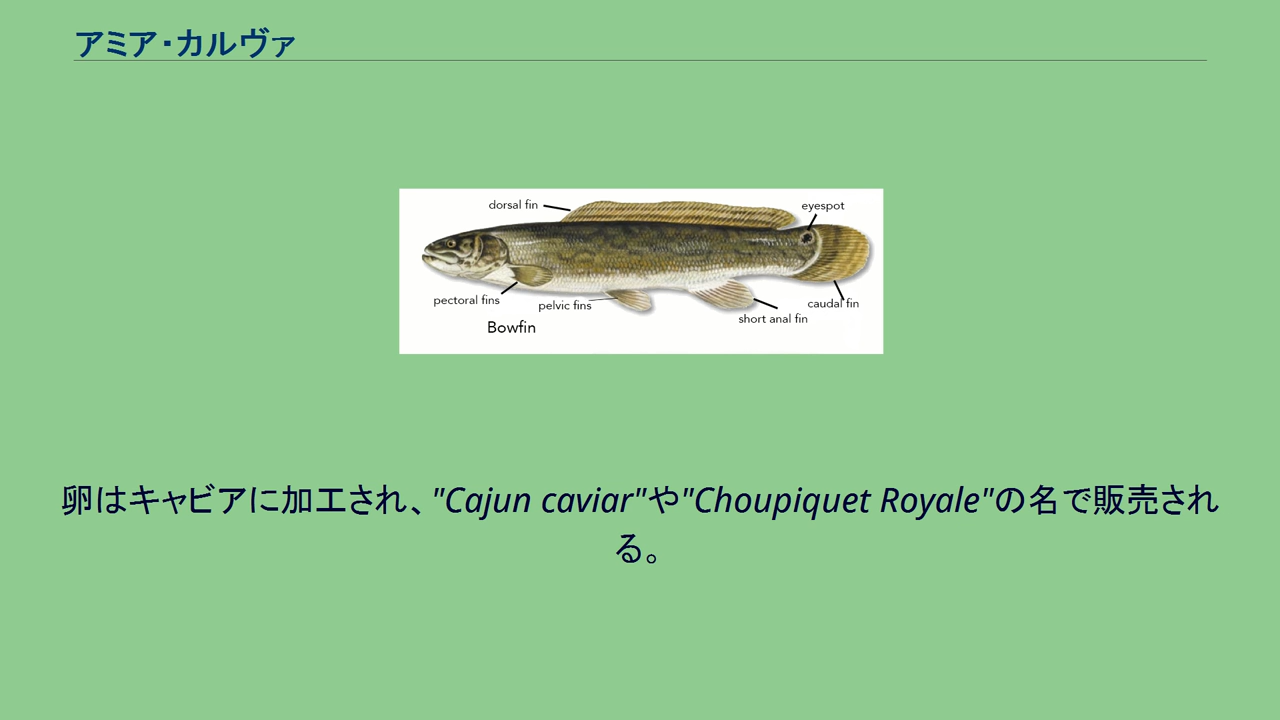 アミア・カルヴァ
dorsal fin
eyespot
pectoral fins
pelvic fins
caudal fin
short anal fin
Bowfin
卵はキャビアに加工され、"Cajun caviar"や"Choupiquet Royale"の名で販売され
る。